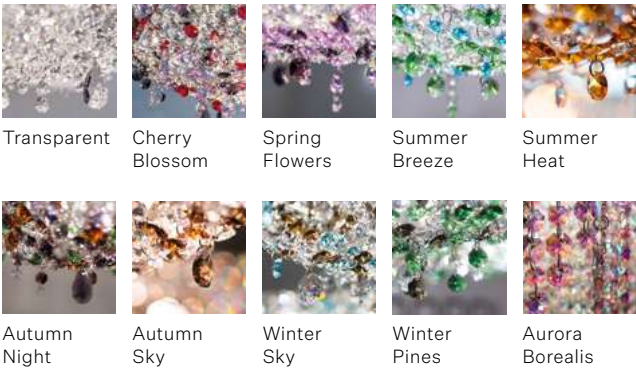 Transparent
Cherry
Blossom
Spring
Flowers
Summer
Breeze
Summer
Heat
Autumn
Night
Autumn
Sky
Winter
Sky
Winter
Pines
Aurora
Borealis